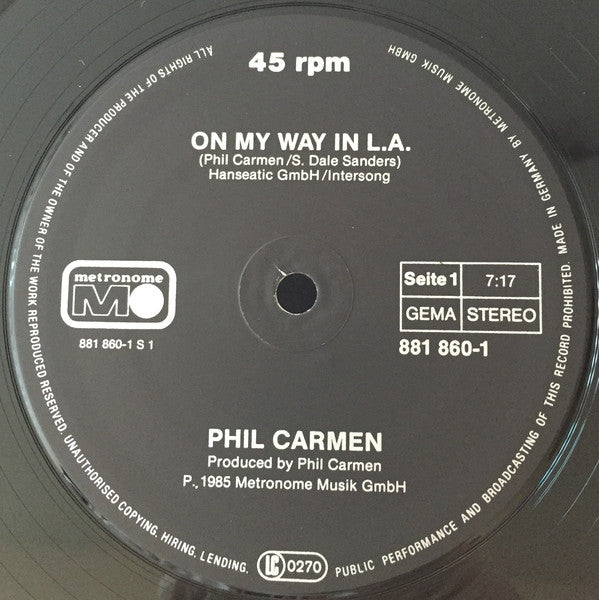 45 rpm
ON MY WAY IN L.A.
(Phil Carmen/S. Dale Sanders)
Hanseatic GmbH/Intersong
metronome
M
881 860-1 S 1
Seite 1 7:17
GEMA STEREO
881 860-1
PHIL CARMEN
Produced by Phil Carmen
P., 1985 Metronome Musik GmbH
LC 0270
ALL RIGHTS OF THE PRODUCER AND OF THE OWNER OF THE WORK REPRODUCED RESERVED. UNAUTHORISED COPYING, HIRING, LENDING, PUBLIC PERFORMANCE AND BROADCASTING OF THIS RECORD PROHIBITED. MADE IN GERMANY BY METRONOME MUSIK GMBH